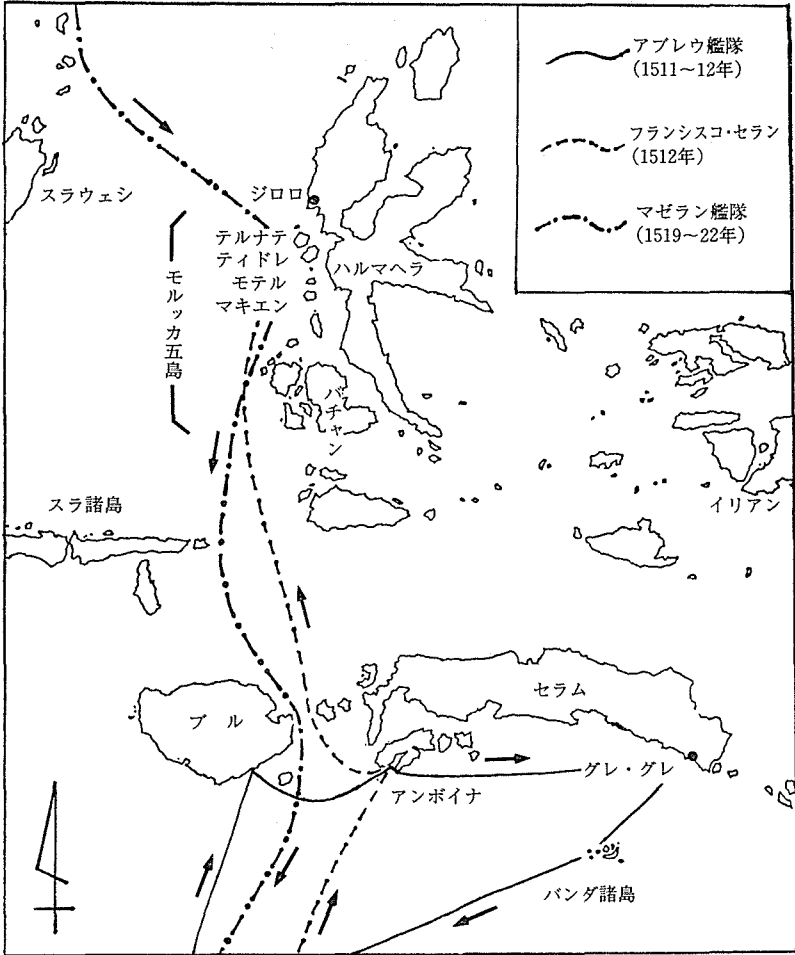 アブレウ艦隊
(1511～12年)
フランシスコ・セラン
(1512年)
マゼラン艦隊
(1519～22年)
スラウェシ
ジロロ
テルナテ
ティドレ
モテル
マキエン
ハルマヘラ
モルッカ五島
バチャン
スラ諸島
イリアン
セラム
ブル
グレ・グレ
アンボイナ
バンダ諸島